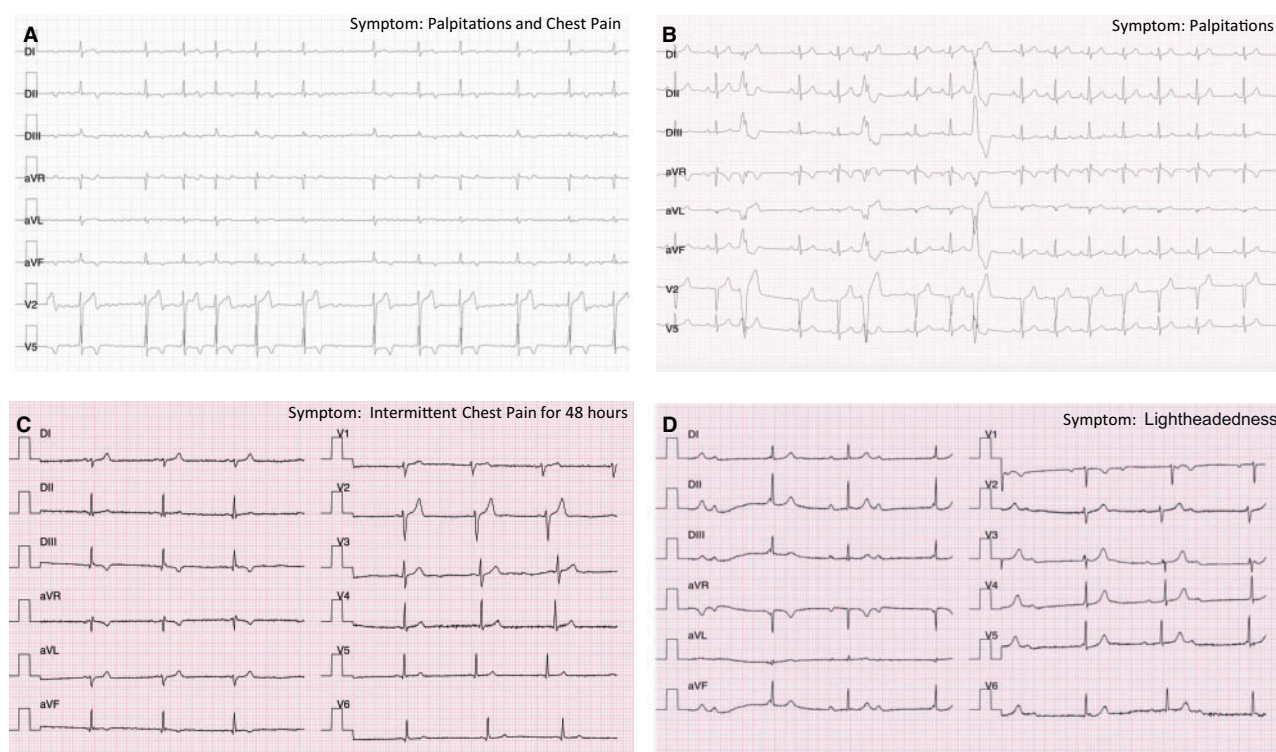 A
Symptom: Palpitations and Chest Pain
DI
DII
DIII
aVR
aVL
aVF
V2
V5
B
Symptom: Palpitations
DI
DII
DIII
aVR
aVL
aVF
V2
V5
C
Symptom: Intermittent Chest Pain for 48 hours
DI
DII
DIII
aVR
aVL
aVF
V1
V2
V3
V4
V5
V6
D
Symptom: Lightheadedness
DI
DII
DIII
aVR
aVL
aVF
V1
V2
V3
V4
V5
V6